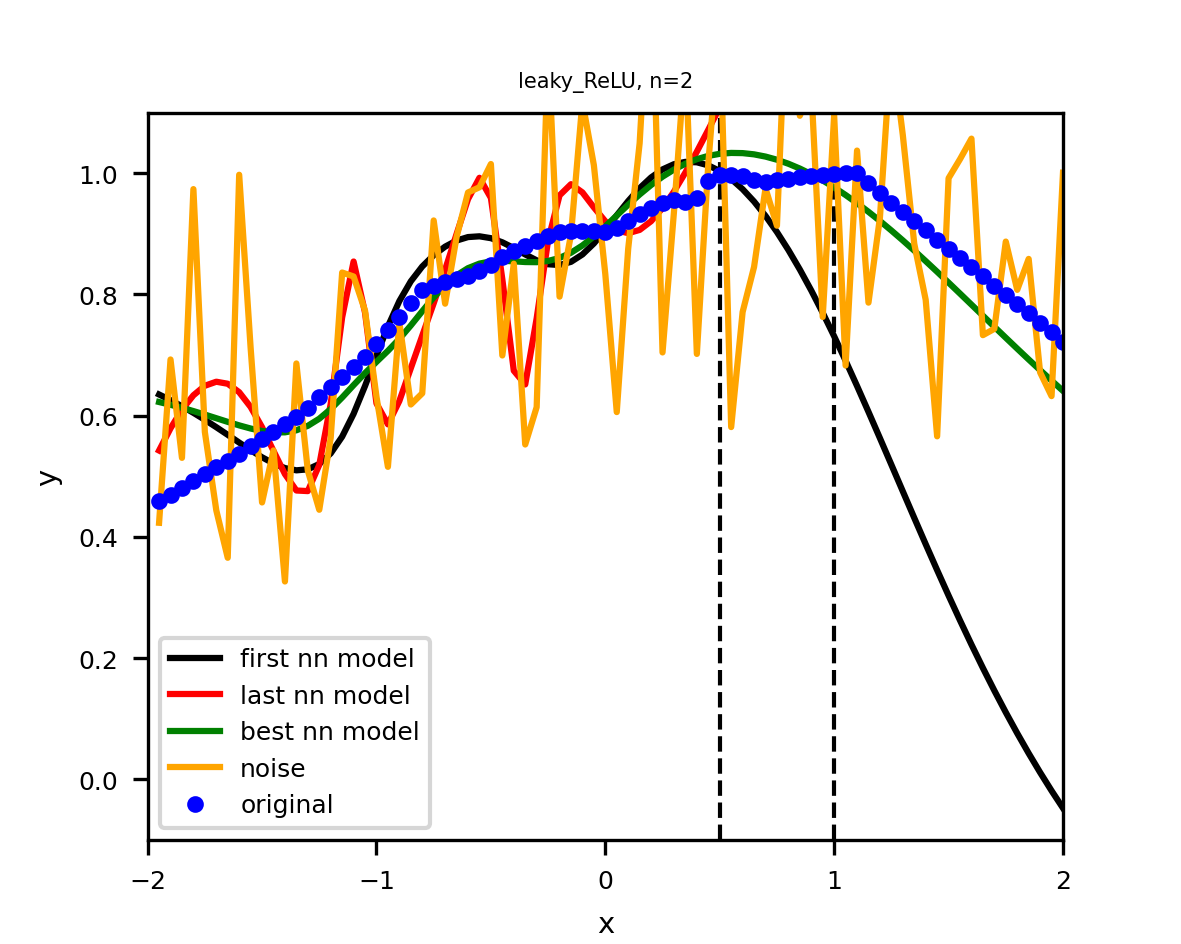 leaky_ReLU, n=2
1.0
0.8
0.6
0.4
0.2
0.0
y
first nn model
last nn model
best nn model
noise
original
−2
−1
0
1
2
x